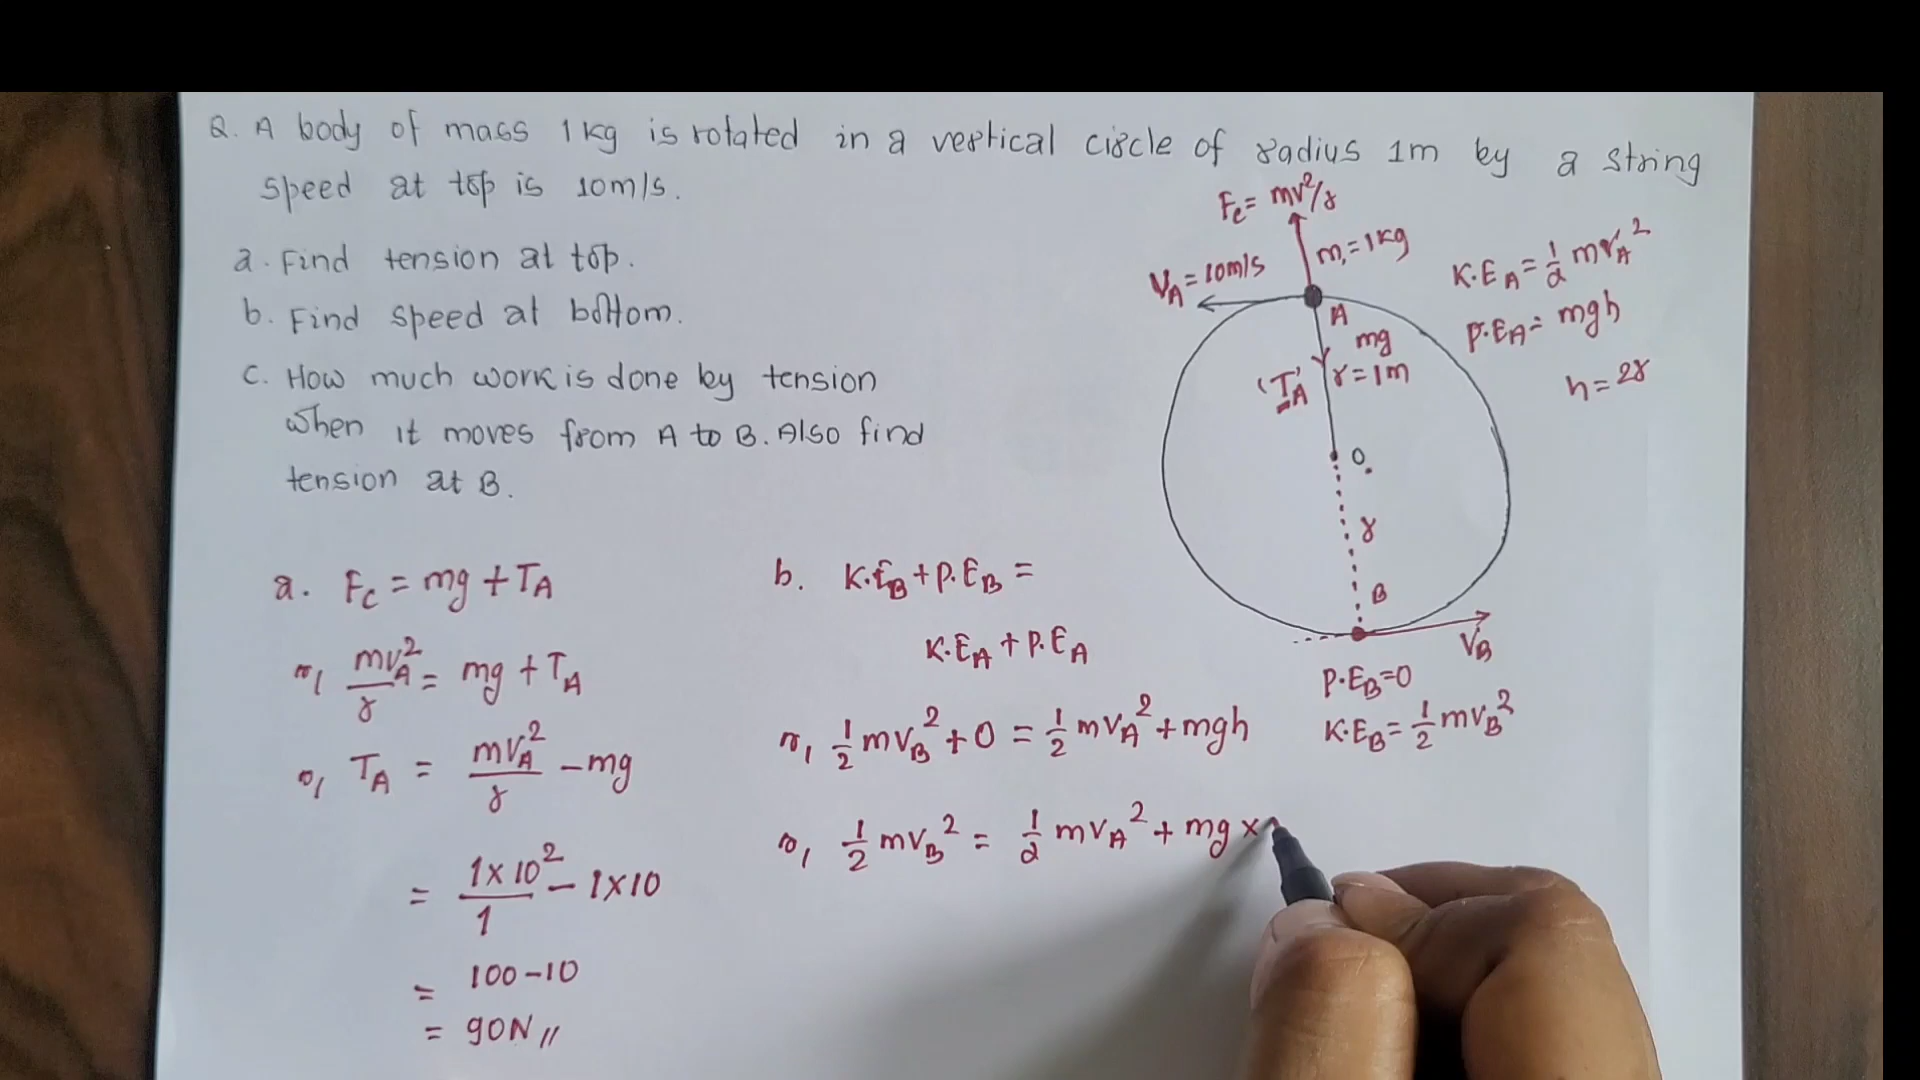 Q. A body of mass 1kg is rotated in a vertical circle of radius 1m by a string
speed at top is 10m/s.
a. Find tension at top.
b. Find speed at bottom.
c. How much work is done by tension
when it moves from A to B. Also find
tension at B.
Fc = mv²/r
m, = 1kg
VA = 10m/s
A
mg
r = 1m
TA
O
r
B
VB
K.EA = 1/2 mvA²
P.EA = mgh
h = 2r
P.EB = 0
K.EB = 1/2 mvB²
a. Fc = mg + TA
or, mvA²/r = mg + TA
or, TA = mvA²/r - mg
= 1×10²/1 - 1×10
= 100-10
= 90N //
b. K.EB + P.EB =
K.EA + P.EA
or, 1/2 mvB² + 0 = 1/2 mvA² + mgh
or, 1/2 mvB² = 1/2 mvA² + mg ×